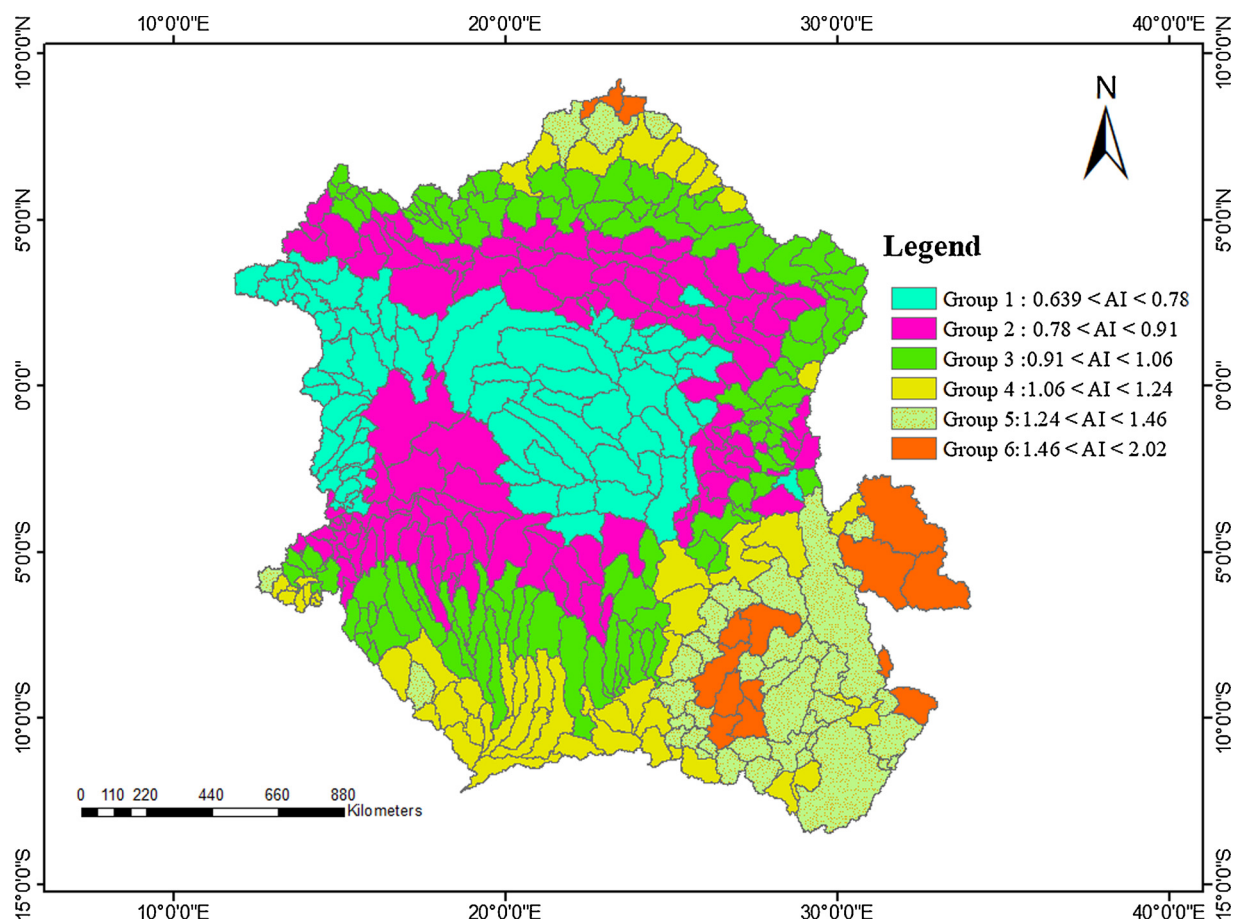 10°0'0"E 20°0'0"E 30°0'0"E 40°0'0"E
10°0'0"N 10°0'0"N
N
5°0'0"N 5°0'0"N
Legend
Group 1 : 0.639 < AI < 0.78
Group 2 : 0.78 < AI < 0.91
Group 3 :0.91 < AI < 1.06
0°0'0" 0°0'0"
Group 4 :1.06 < AI < 1.24
Group 5:1.24 < AI < 1.46
Group 6:1.46 < AI < 2.02
5°0'0"S 5°0'0"S
10°0'0"S 10°0'0"S
0 110 220 440 660 880
Kilometers
15°0'0"S 15°0'0"S
10°0'0"E 20°0'0"E 30°0'0"E 40°0'0"E